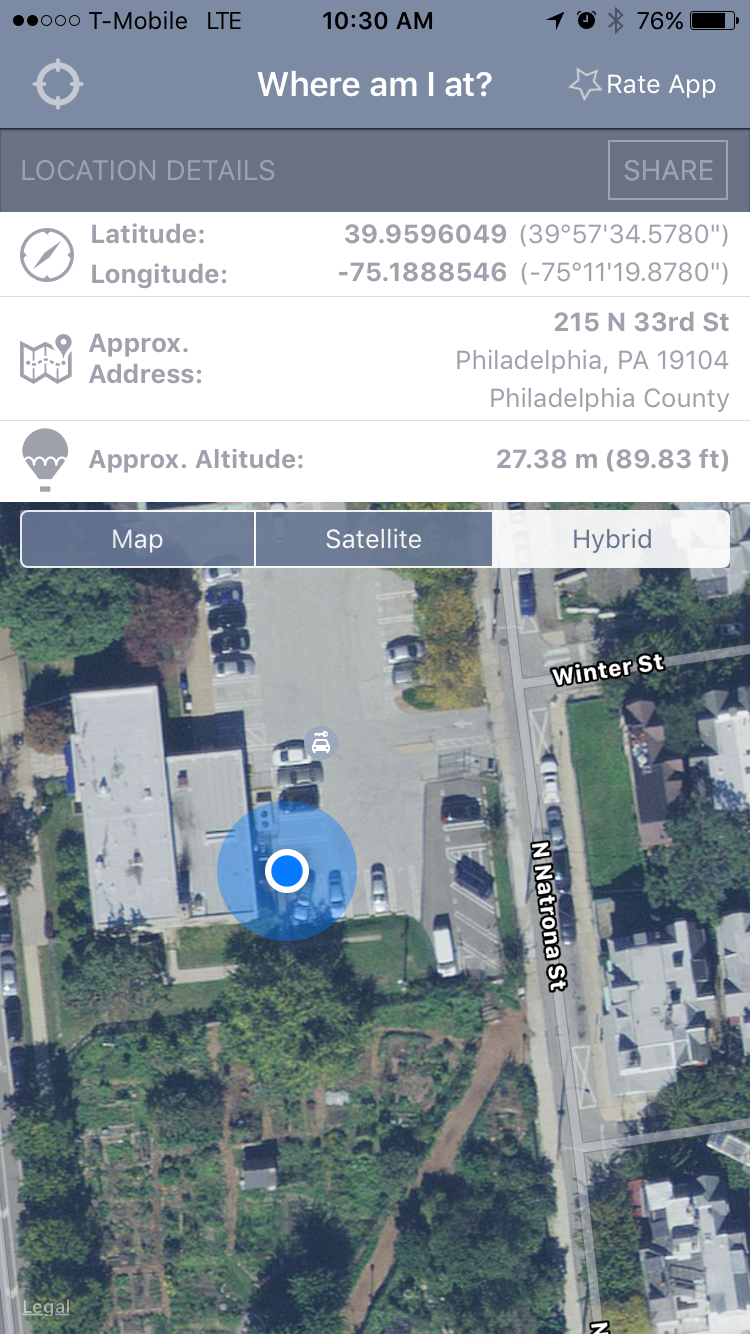 T-Mobile LTE 10:30 AM 76%
Where am I at? Rate App
LOCATION DETAILS SHARE
Latitude: 39.9596049 (39°57'34.5780")
Longitude: -75.1888546 (-75°11'19.8780")
Approx. Address: 215 N 33rd St
Philadelphia, PA 19104
Philadelphia County
Approx. Altitude: 27.38 m (89.83 ft)
Map Satellite Hybrid
Winter St
N Natrona St
Legal
N